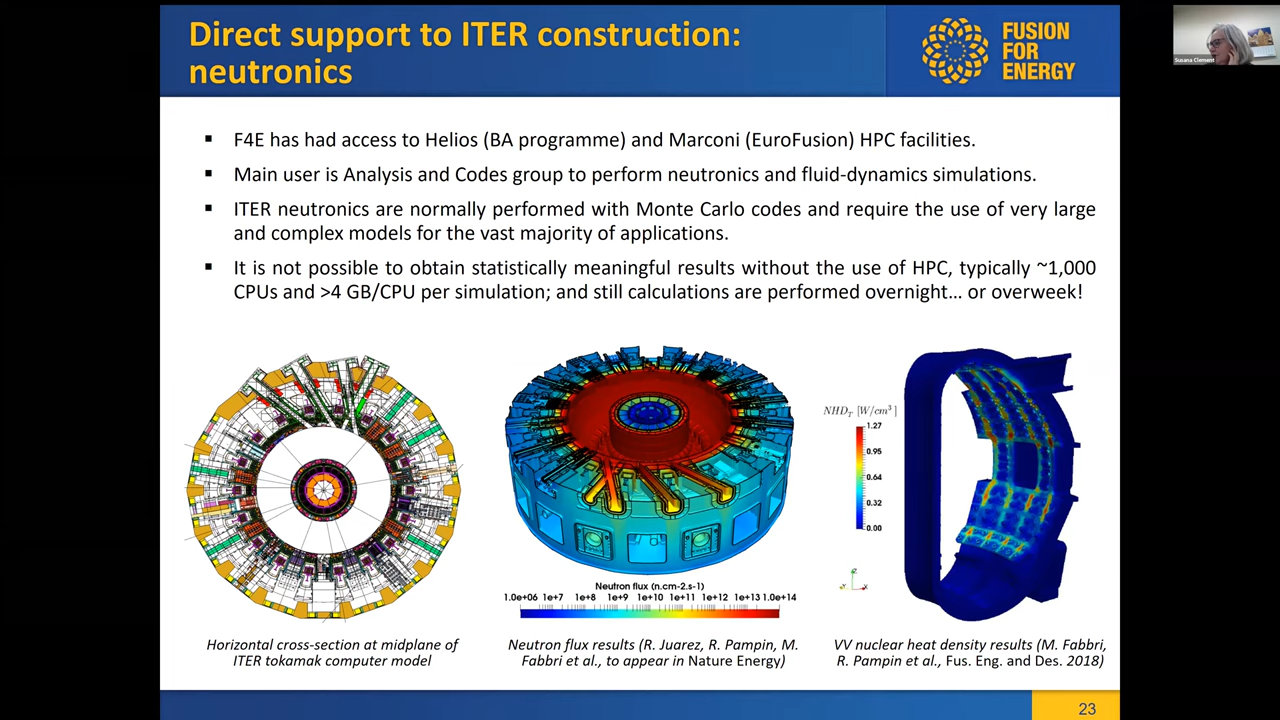 Direct support to ITER construction:
neutronics
FUSION
FOR
ENERGY
Susana Clement
▪ F4E has had access to Helios (BA programme) and Marconi (EuroFusion) HPC facilities.
▪ Main user is Analysis and Codes group to perform neutronics and fluid-dynamics simulations.
▪ ITER neutronics are normally performed with Monte Carlo codes and require the use of very large
and complex models for the vast majority of applications.
▪ It is not possible to obtain statistically meaningful results without the use of HPC, typically ~1,000
CPUs and >4 GB/CPU per simulation; and still calculations are performed overnight… or overweek!
NHD_T [W/cm³]
1.27
0.95
0.64
0.32
0.00
Neutron flux (n.cm-2.s-1)
1.0e+06 1e+7 1e+8 1e+9 1e+10 1e+11 1e+12 1e+13 1.0e+14
Horizontal cross-section at midplane of
ITER tokamak computer model
Neutron flux results (R. Juarez, R. Pampin, M.
Fabbri et al., to appear in Nature Energy)
VV nuclear heat density results (M. Fabbri,
R. Pampin et al., Fus. Eng. and Des. 2018)
23